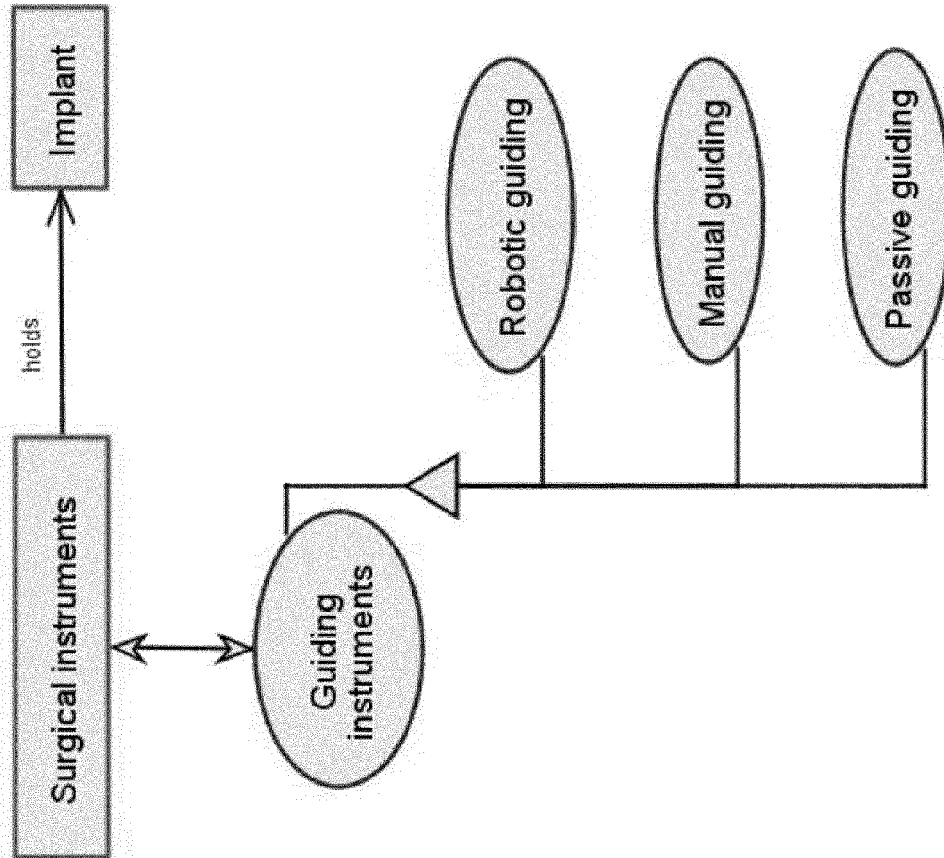 Surgical instruments
holds
Implant
Guiding
instruments
Robotic guiding
Manual guiding
Passive guiding